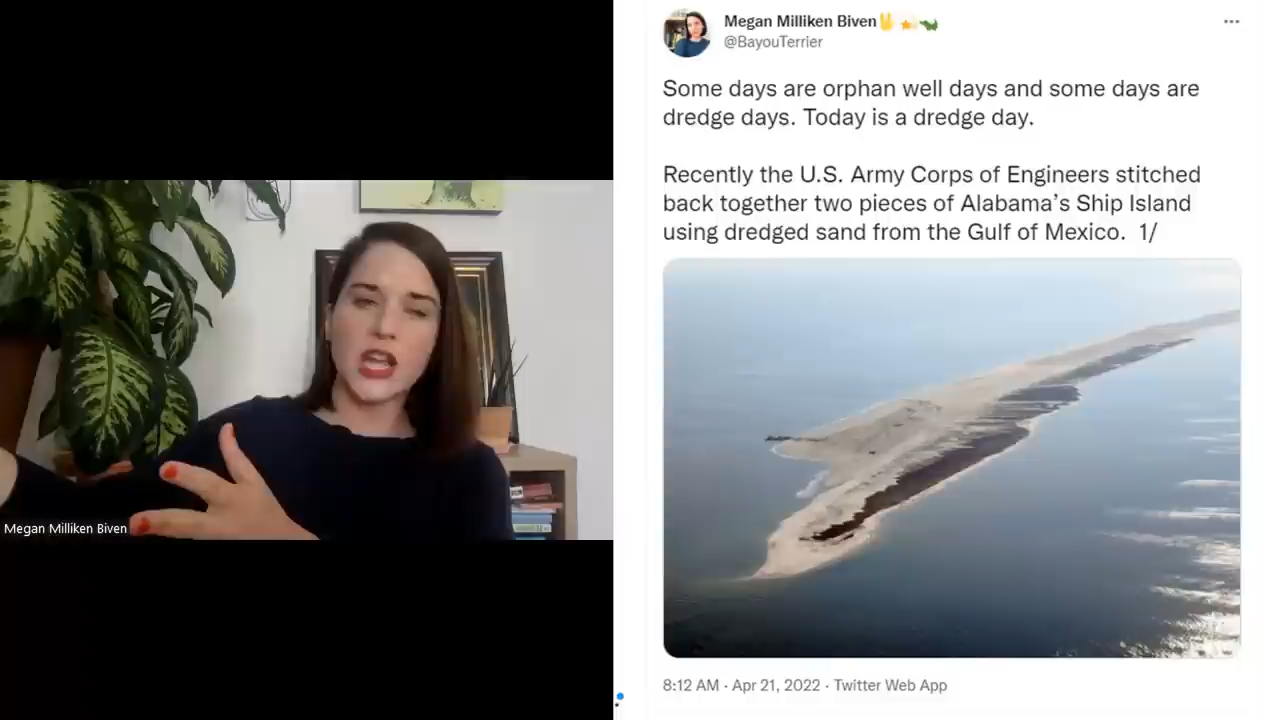 Megan Milliken Biven
@BayouTerrier
Some days are orphan well days and some days are
dredge days. Today is a dredge day.
Recently the U.S. Army Corps of Engineers stitched
back together two pieces of Alabama’s Ship Island
using dredged sand from the Gulf of Mexico. 1/
8:12 AM · Apr 21, 2022 · Twitter Web App
Megan Milliken Biven